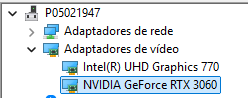 P05021947
Adaptadores de rede
Adaptadores de vídeo
Intel(R) UHD Graphics 770
NVIDIA GeForce RTX 3060